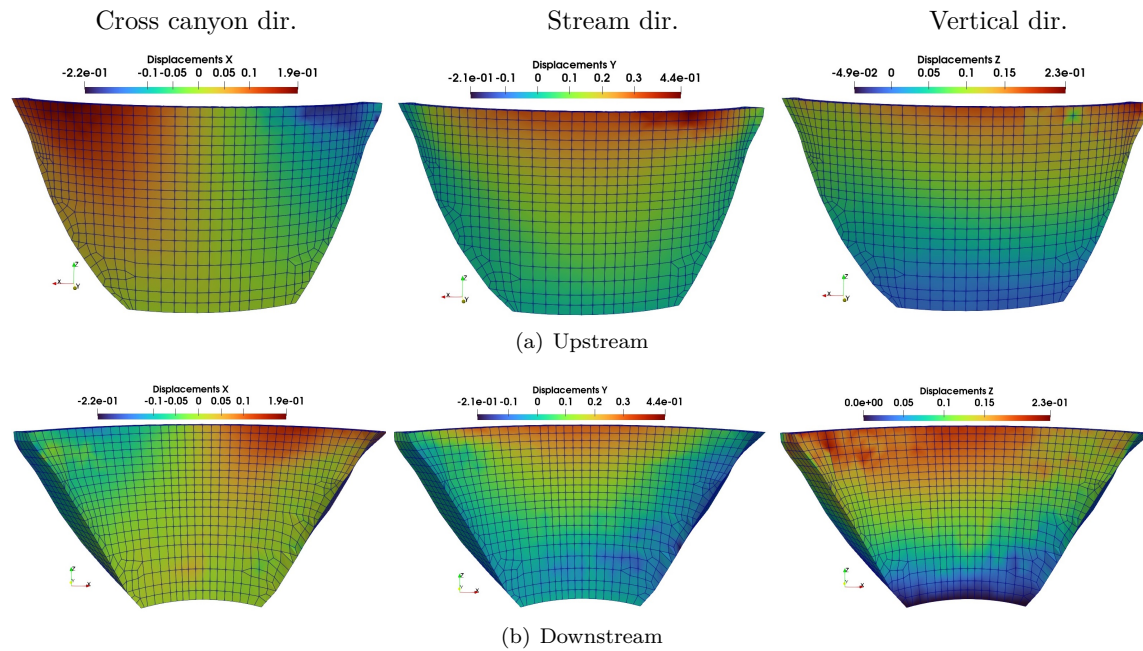 Cross canyon dir. Stream dir. Vertical dir.
Displacements X
-2.2e-01 -0.1 -0.05 0 0.05 0.1 1.9e-01
Displacements Y
-2.1e-01 -0.1 0 0.1 0.2 0.3 4.4e-01
Displacements Z
-4.9e-02 0 0.05 0.1 0.15 2.3e-01
X Z Y
X Z Y
X Z Y
(a) Upstream
Displacements X
-2.2e-01 -0.1 -0.05 0 0.05 0.1 1.9e-01
Displacements Y
-2.1e-01 -0.1 0 0.1 0.2 0.3 4.4e-01
Displacements Z
0.0e+00 0.05 0.1 0.15 2.3e-01
Z Y X
Z Y X
Z Y X
(b) Downstream